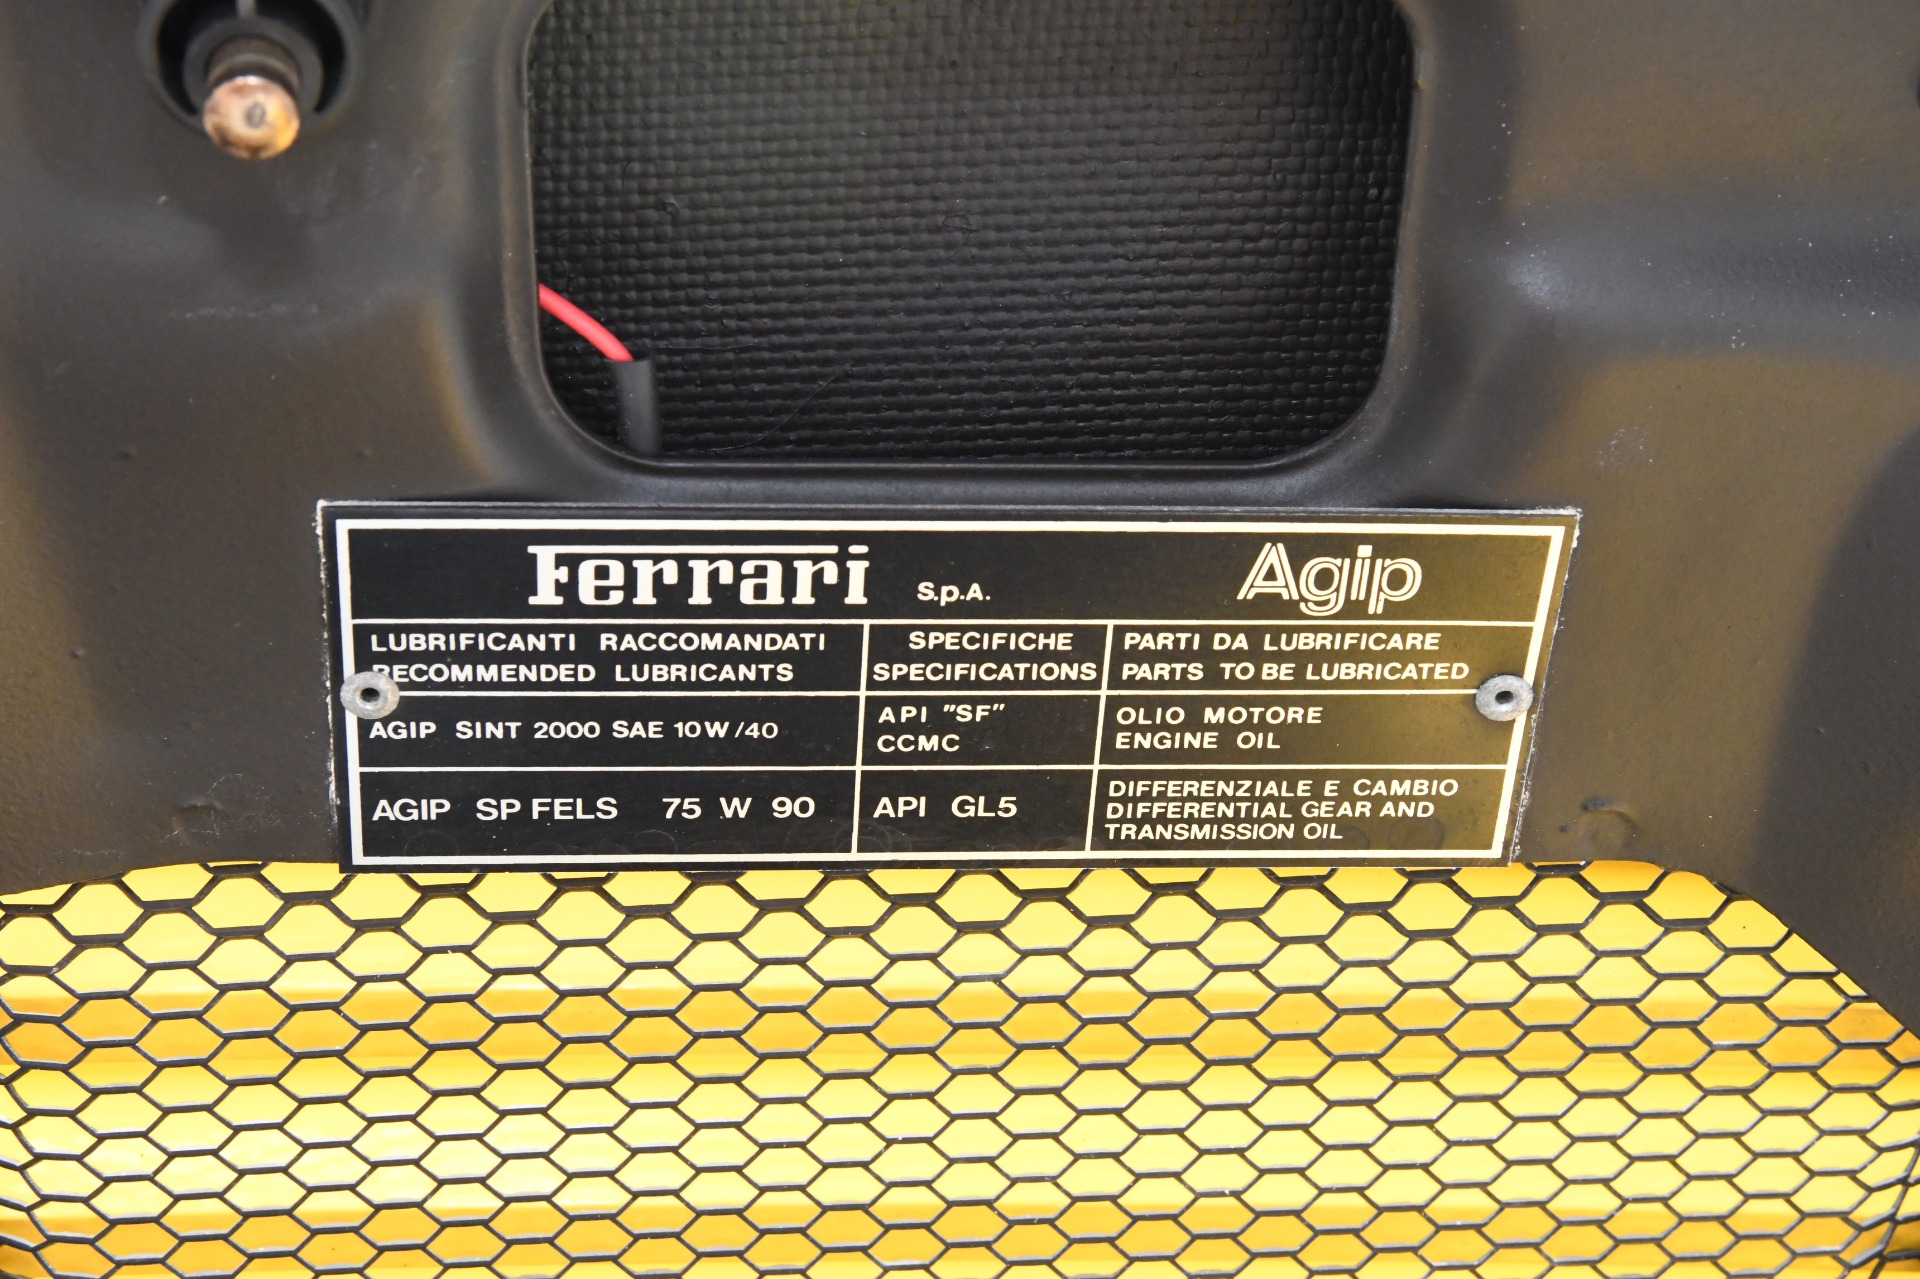 Ferrari S.p.A. Agip
LUBRIFICANTI RACCOMANDATI
RECOMMENDED LUBRICANTS
SPECIFICHE
SPECIFICATIONS
PARTI DA LUBRIFICARE
PARTS TO BE LUBRICATED
AGIP SINT 2000 SAE 10W/40
API "SF"
CCMC
OLIO MOTORE
ENGINE OIL
AGIP SP FELS 75 W 90
API GL5
DIFFERENZIALE E CAMBIO
DIFFERENTIAL GEAR AND
TRANSMISSION OIL